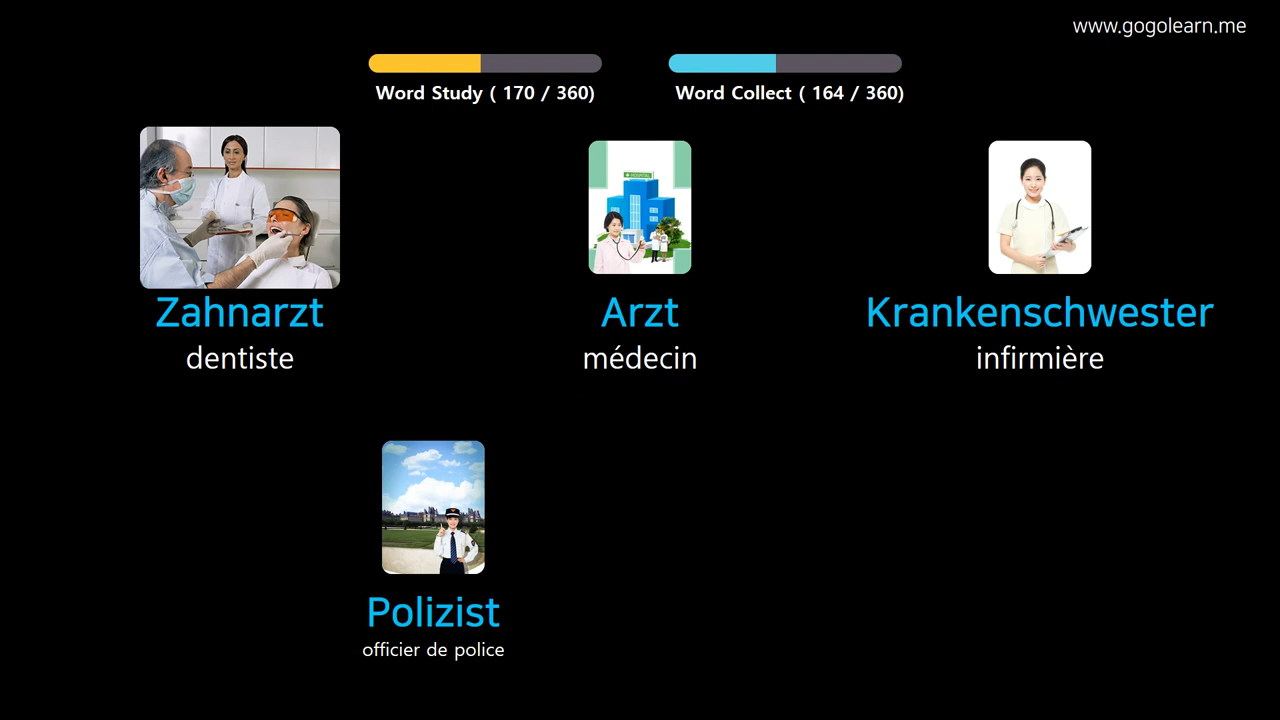 www.gogolearn.me
Word Study ( 170 / 360)
Word Collect ( 164 / 360)
HOSPITAL
Zahnarzt
dentiste
Arzt
médecin
Krankenschwester
infirmière
Polizist
officier de police